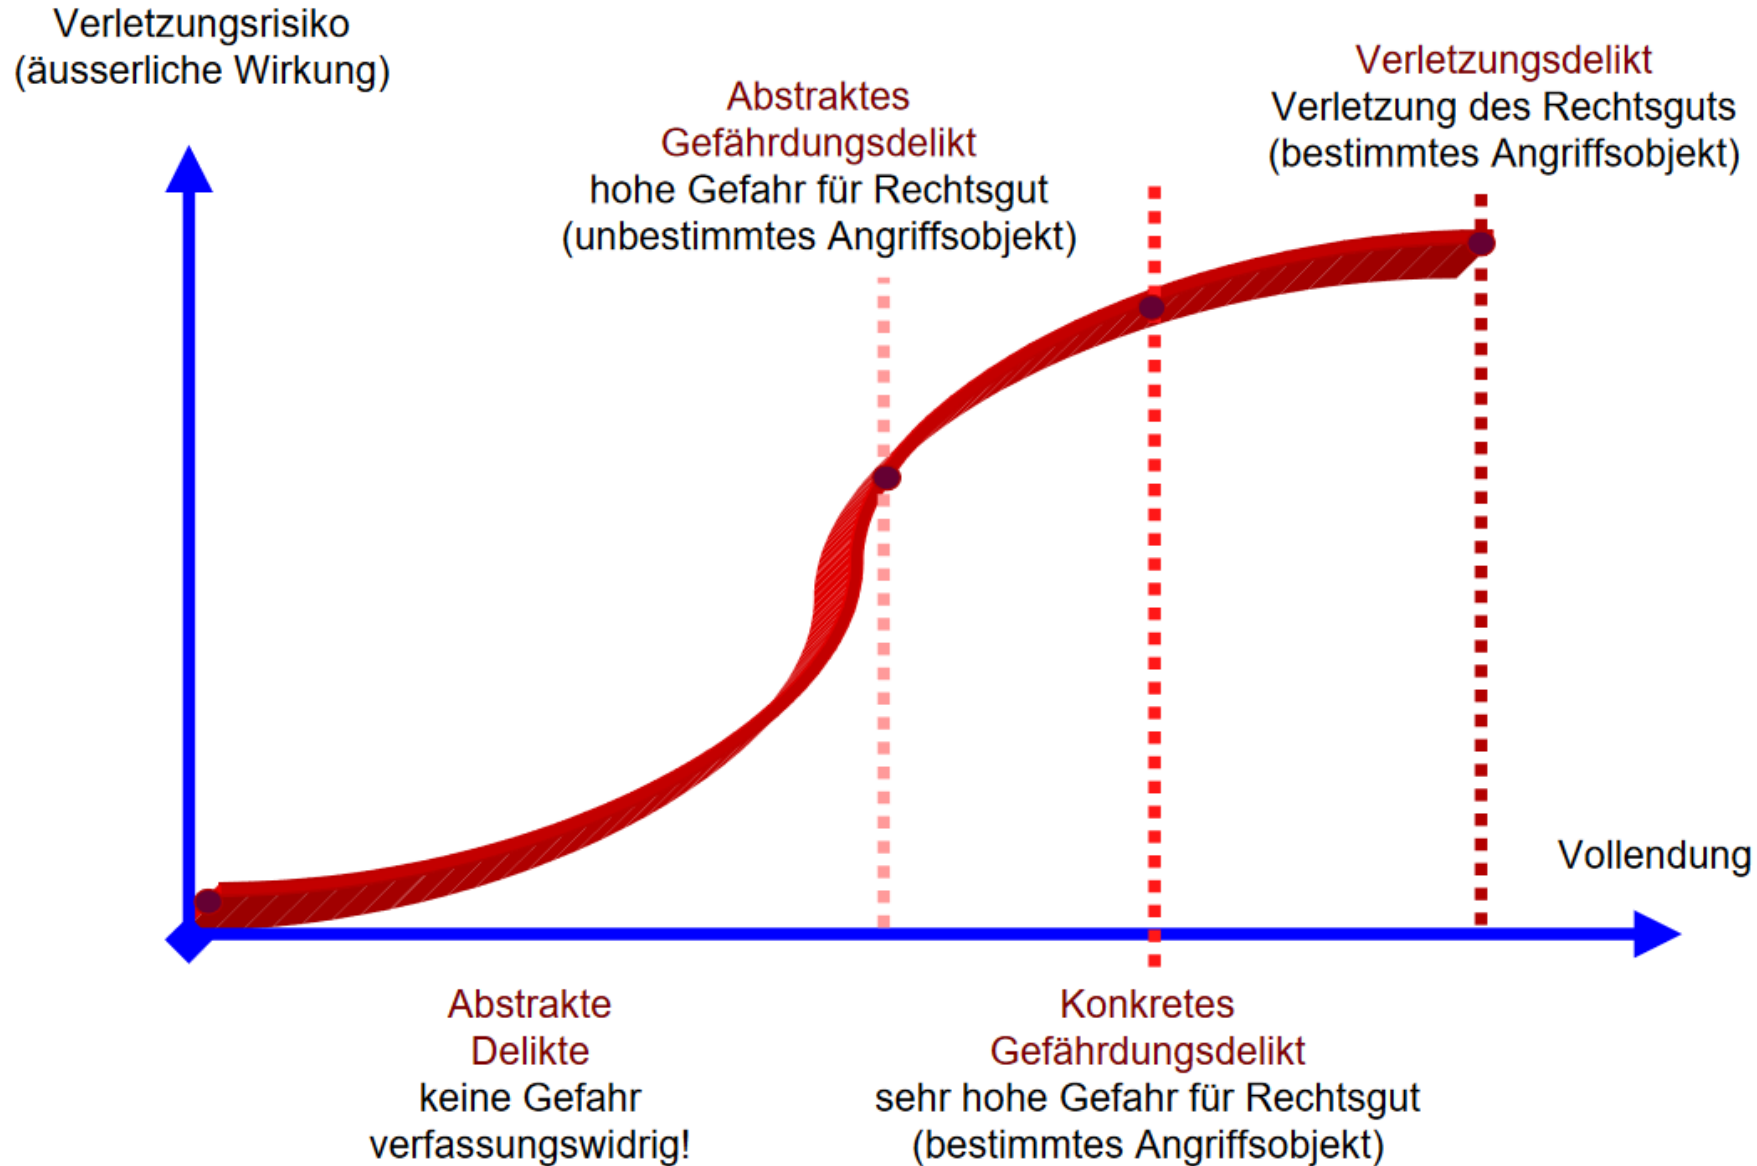 Verletzungsrisiko
(äusserliche Wirkung)
Abstraktes
Gefährdungsdelikt
hohe Gefahr für Rechtsgut
(unbestimmtes Angriffsobjekt)
Verletzungsdelikt
Verletzung des Rechtsguts
(bestimmtes Angriffsobjekt)
Vollendung
Abstrakte
Delikte
keine Gefahr
verfassungswidrig!
Konkretes
Gefährdungsdelikt
sehr hohe Gefahr für Rechtsgut
(bestimmtes Angriffsobjekt)